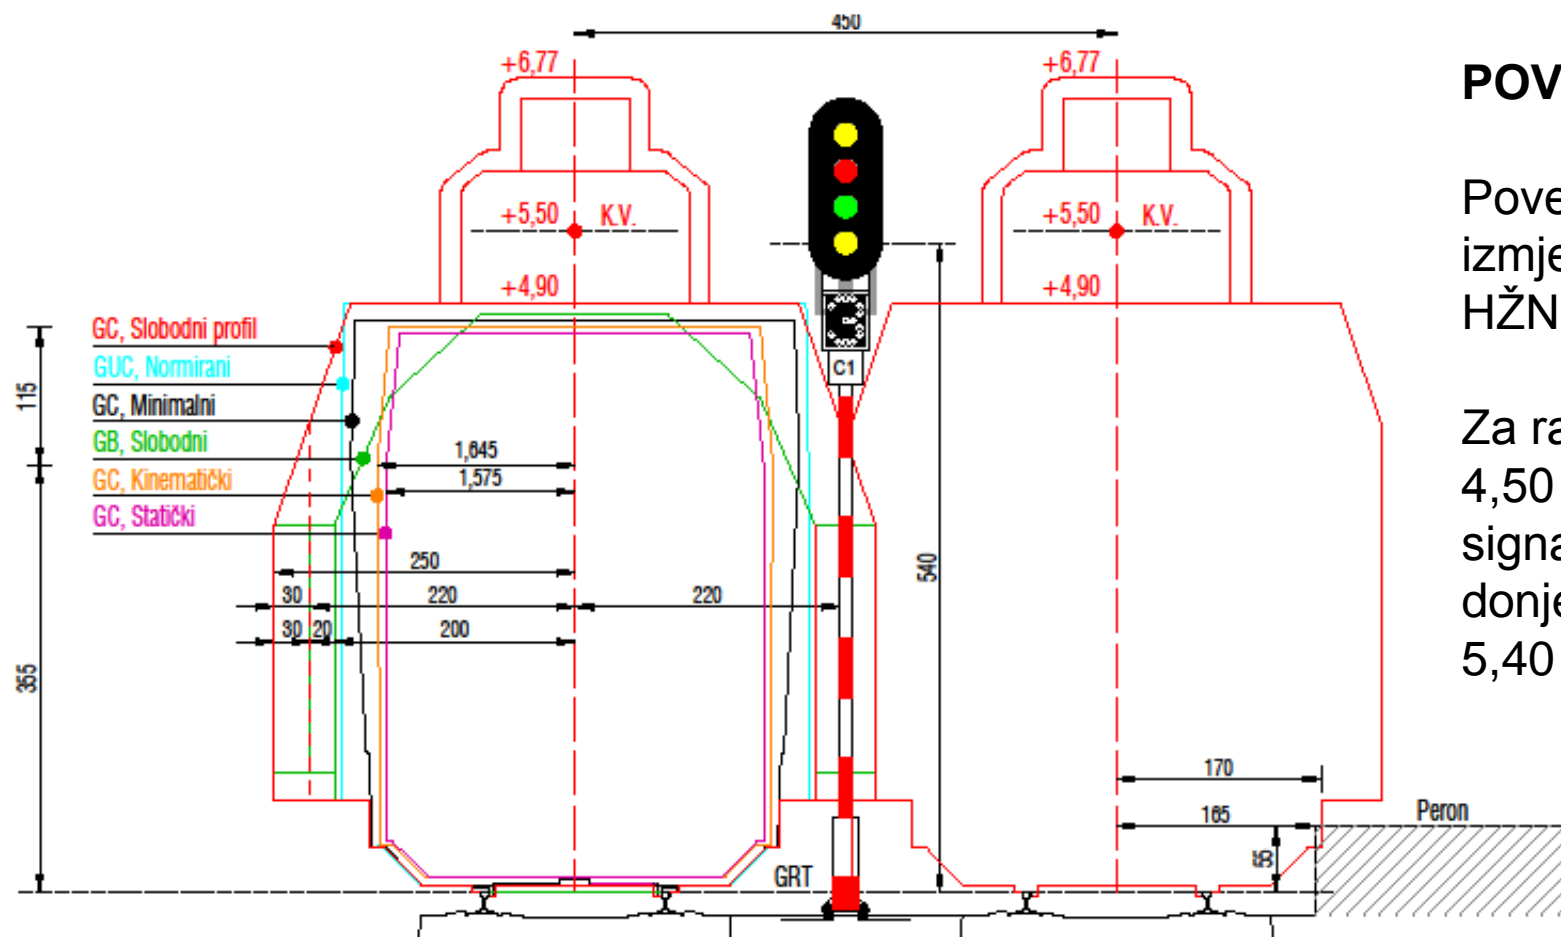 450
+6,77
+6,77
+5,50 K.V.
+5,50 K.V.
+4,90
+4,90
GC, Slobodni profil
GUC, Normirani
GC, Minimalni
GB, Slobodni
GC, Kinematički
GC, Statički
115
355
1,645
1,575
250
30 220 220
30 20 200
C1
540
170
165
55
Peron
GRT
POV
Pove
izmje
HŽN
Za ra
4,50
signa
donje
5,40